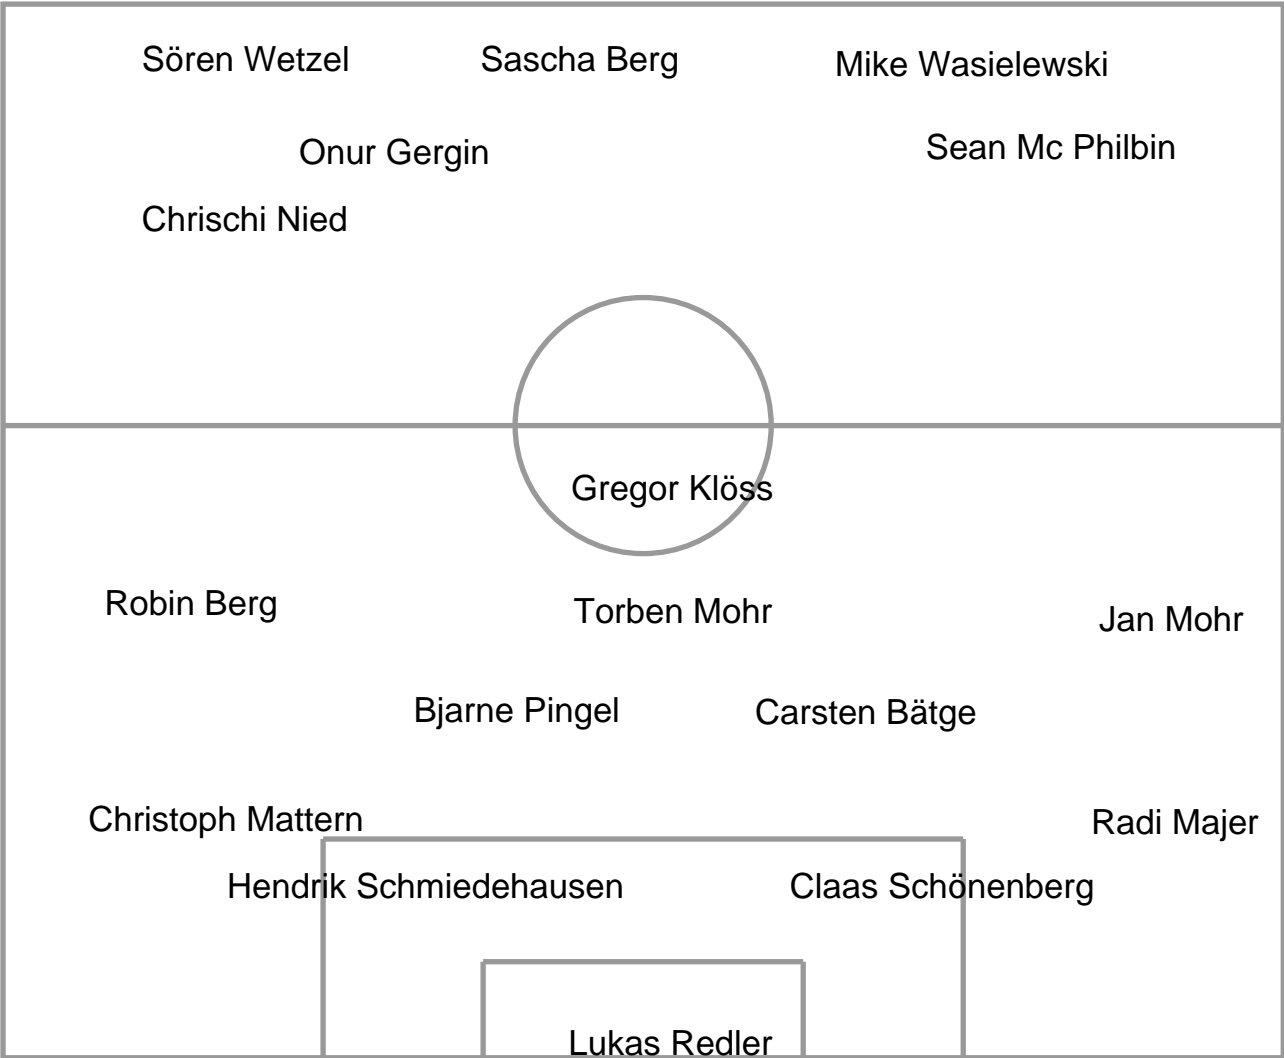 Sören Wetzel
Sascha Berg
Mike Wasielewski
Onur Gergin
Sean Mc Philbin
Chrischi Nied
Gregor Klöss
Robin Berg
Torben Mohr
Jan Mohr
Bjarne Pingel
Carsten Bätge
Christoph Mattern
Radi Majer
Hendrik Schmiedehausen
Claas Schönenberg
Lukas Redler